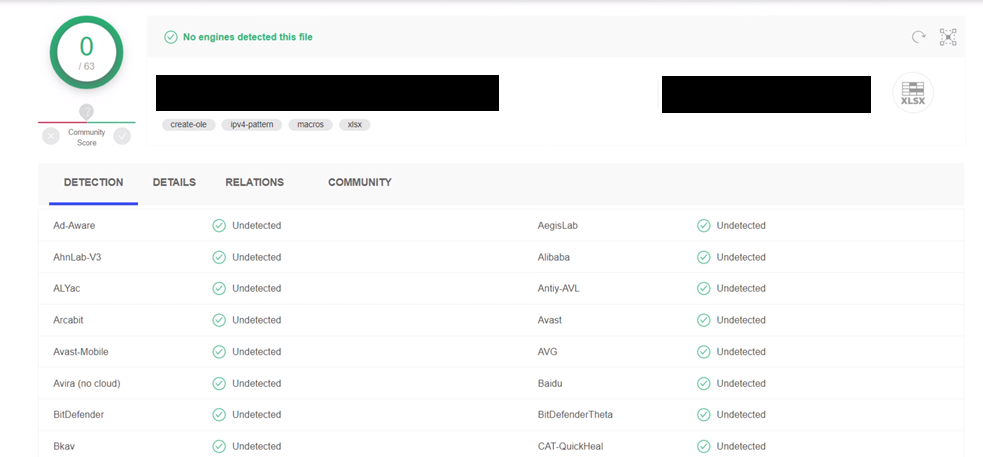 0
/ 63
No engines detected this file
?
Community
Score
create-ole ipv4-pattern macros xlsx
XLSX
DETECTION DETAILS RELATIONS COMMUNITY
Ad-Aware Undetected AegisLab Undetected
AhnLab-V3 Undetected Alibaba Undetected
ALYac Undetected Antiy-AVL Undetected
Arcabit Undetected Avast Undetected
Avast-Mobile Undetected AVG Undetected
Avira (no cloud) Undetected Baidu Undetected
BitDefender Undetected BitDefenderTheta Undetected
Bkav Undetected CAT-QuickHeal Undetected